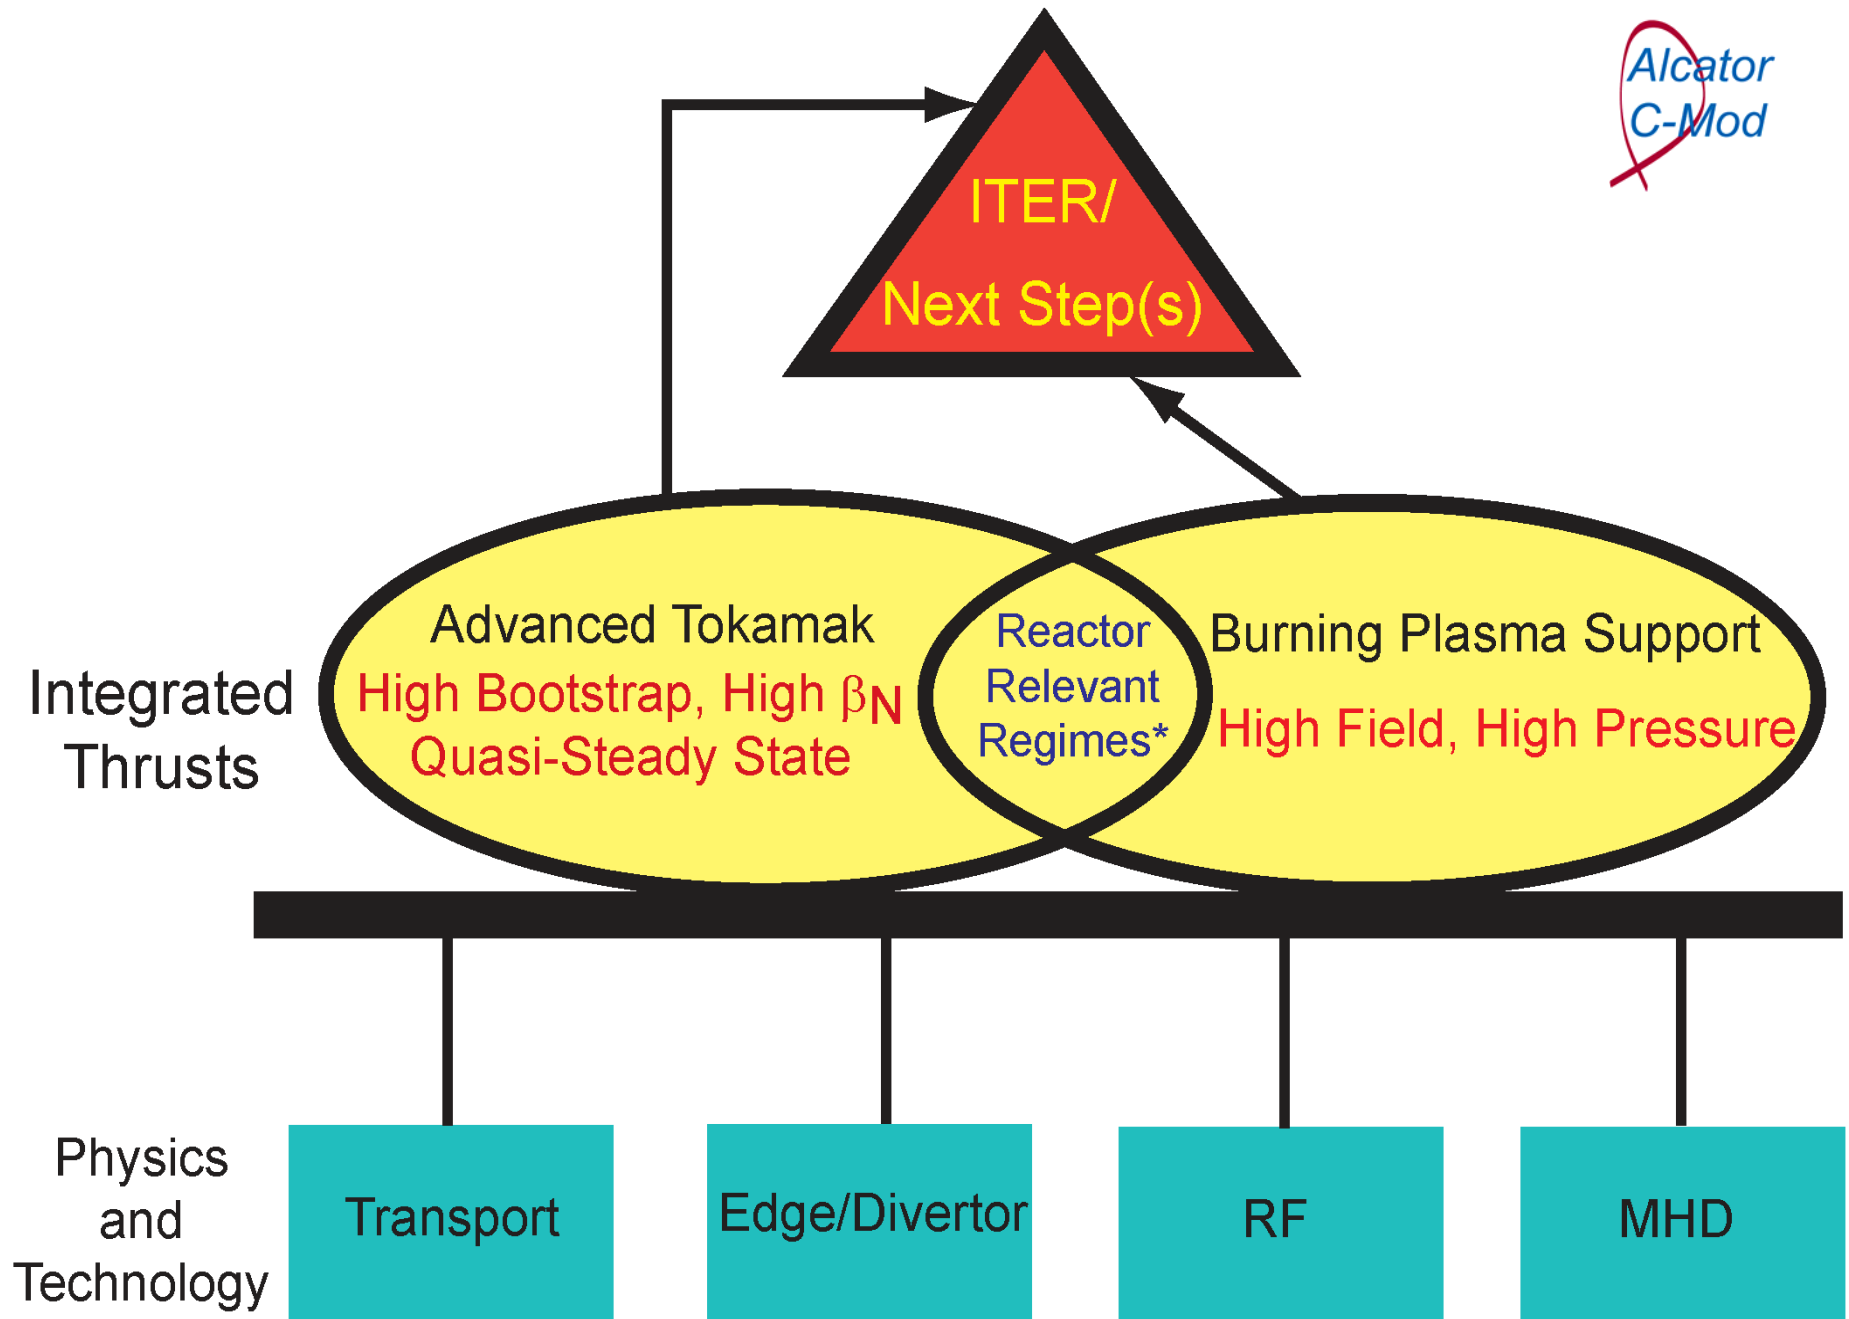 Alcator
C-Mod
ITER/
Next Step(s)
Integrated
Thrusts
Advanced Tokamak
High Bootstrap, High βN
Quasi-Steady State
Reactor
Relevant
Regimes*
Burning Plasma Support
High Field, High Pressure
Physics
and
Technology
Transport
Edge/Divertor
RF
MHD